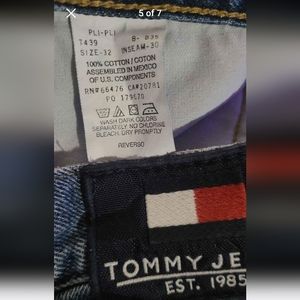 5 of 7
PLI-PLI
T439 8- 035
SIZE-32 INSEAM-30
100% COTTON / COTON
ASSEMBLED IN MEXICO
OF U.S. COMPONENTS
RN#66476 CA#20781
PO 179670
WASH DARK COLORS
SEPARATELY NO CHLORINE
BLEACH. DRY PROMPTLY
REVERSO
TOMMY JE
EST. 1985